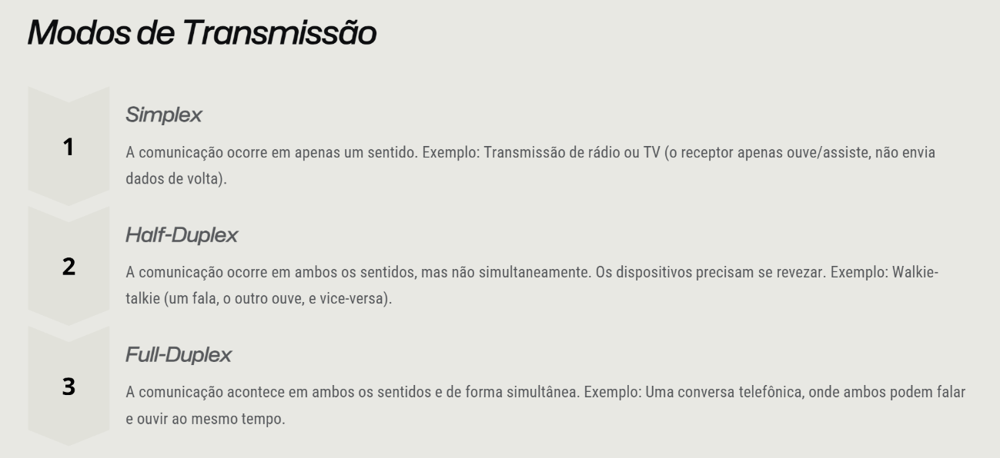 Modos de Transmissão
1
Simplex
A comunicação ocorre em apenas um sentido. Exemplo: Transmissão de rádio ou TV (o receptor apenas ouve/assiste, não envia
dados de volta).
2
Half-Duplex
A comunicação ocorre em ambos os sentidos, mas não simultaneamente. Os dispositivos precisam se revezar. Exemplo: Walkie-
talkie (um fala, o outro ouve, e vice-versa).
3
Full-Duplex
A comunicação acontece em ambos os sentidos e de forma simultânea. Exemplo: Uma conversa telefônica, onde ambos podem falar
e ouvir ao mesmo tempo.